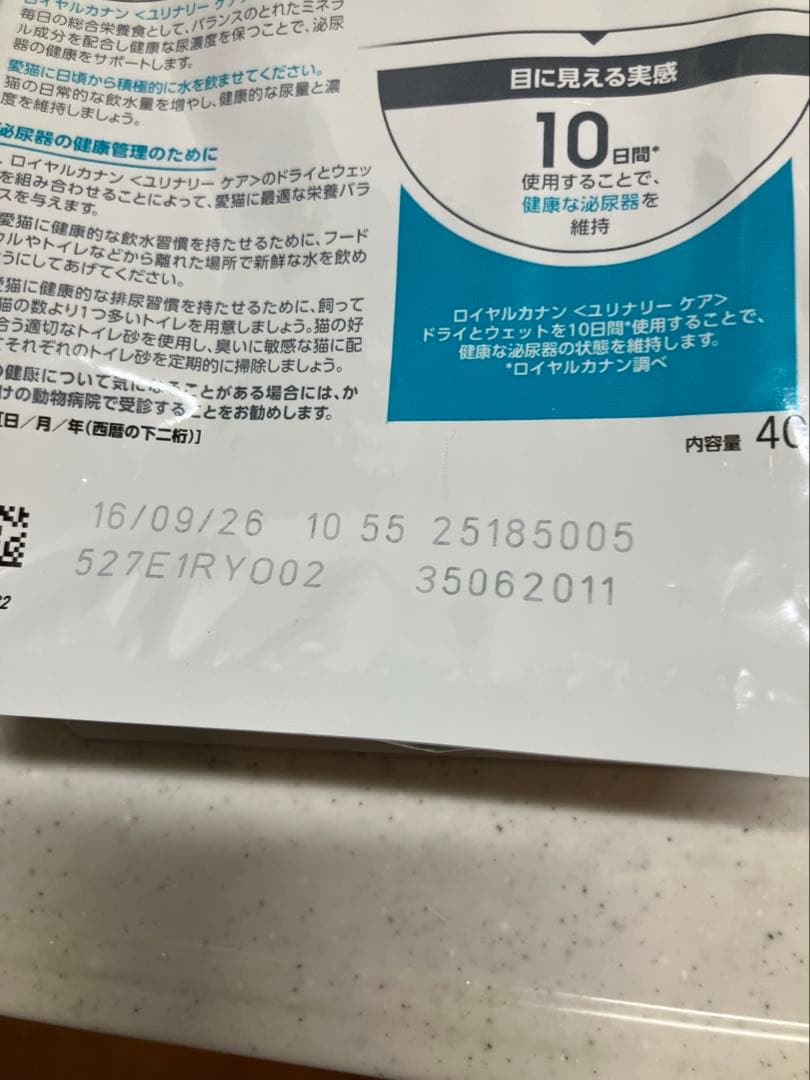 ロイヤルカナン <ユリナリー ケア>
毎日の総合栄養食として、バランスのとれたミネラ
ル成分を配合し健康な尿濃度を保つことで、泌尿
器の健康をサポートします。
愛猫に日頃から積極的に水を飲ませてください。
猫の日常的な飲水量を増やし、健康的な尿量と濃
度を維持しましょう。
泌尿器の健康管理のために
ロイヤルカナン <ユリナリー ケア>のドライとウェッ
を組み合わせることによって、愛猫に最適な栄養バラ
スを与えます。
愛猫に健康的な飲水習慣を持たせるために、フード
ウルやトイレなどから離れた場所で新鮮な水を飲め
うにしてあげてください。
愛猫に健康的な排尿習慣を持たせるために、飼って
猫の数より1つ多いトイレを用意しましょう。猫の好
合う適切なトイレ砂を使用し、臭いに敏感な猫に配
てそれぞれのトイレ砂を定期的に掃除しましょう。
の健康について気になることがある場合には、か
けの動物病院で受診することをお勧めします。
[日/月/年(西暦の下二桁)]
目に見える実感
10日間*
使用することで、
健康な泌尿器を
維持
ロイヤルカナン <ユリナリー ケア>
ドライとウェットを10日間*使用することで、
健康な泌尿器の状態を維持します。
*ロイヤルカナン調べ
内容量 40
16/09/26 10 55 25185005
527E1RY002 35062011